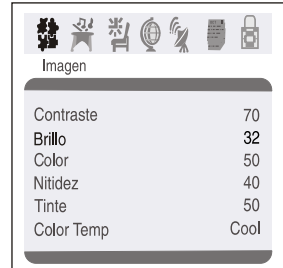 Imagen
Contraste 70
Brillo 32
Color 50
Nitidez 40
Tinte 50
Color Temp Cool